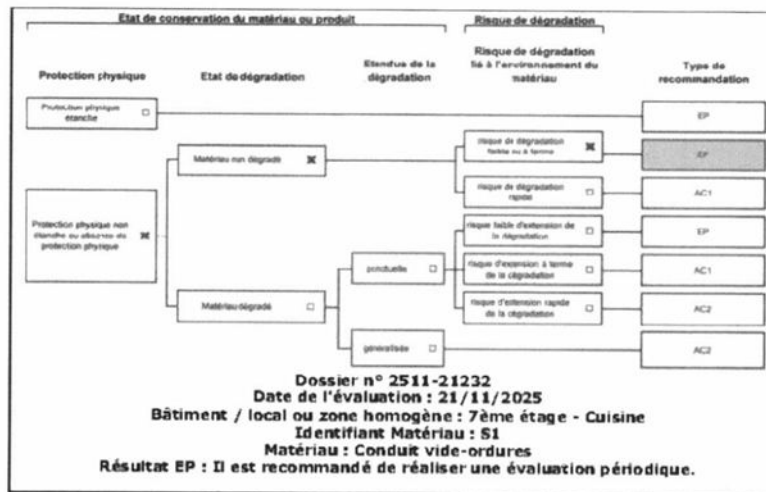 Etat de conservation du matériau ou produit
Risque de dégradation
Protection physique
Etat de dégradation
Etendue de la dégradation
Risque de dégradation lié à l'environnement du matériau
Type de recommandation
Protection physique étanche
EP
Matériau non dégradé
risque de dégradation faible ou à terme
EP
risque de dégradation rapide
AC1
Protection physique non étanche ou absence de protection physique
risque faible d'extension de la dégradation
EP
ponctuelle
risque d'extension à terme de la dégradation
AC1
Matériau dégradé
risque d'extension rapide de la dégradation
AC2
généralisée
AC2
Dossier n° 2511-21232
Date de l'évaluation : 21/11/2025
Bâtiment / local ou zone homogène : 7ème étage - Cuisine
Identifiant Matériau : S1
Matériau : Conduit vide-ordures
Résultat EP : Il est recommandé de réaliser une évaluation périodique.